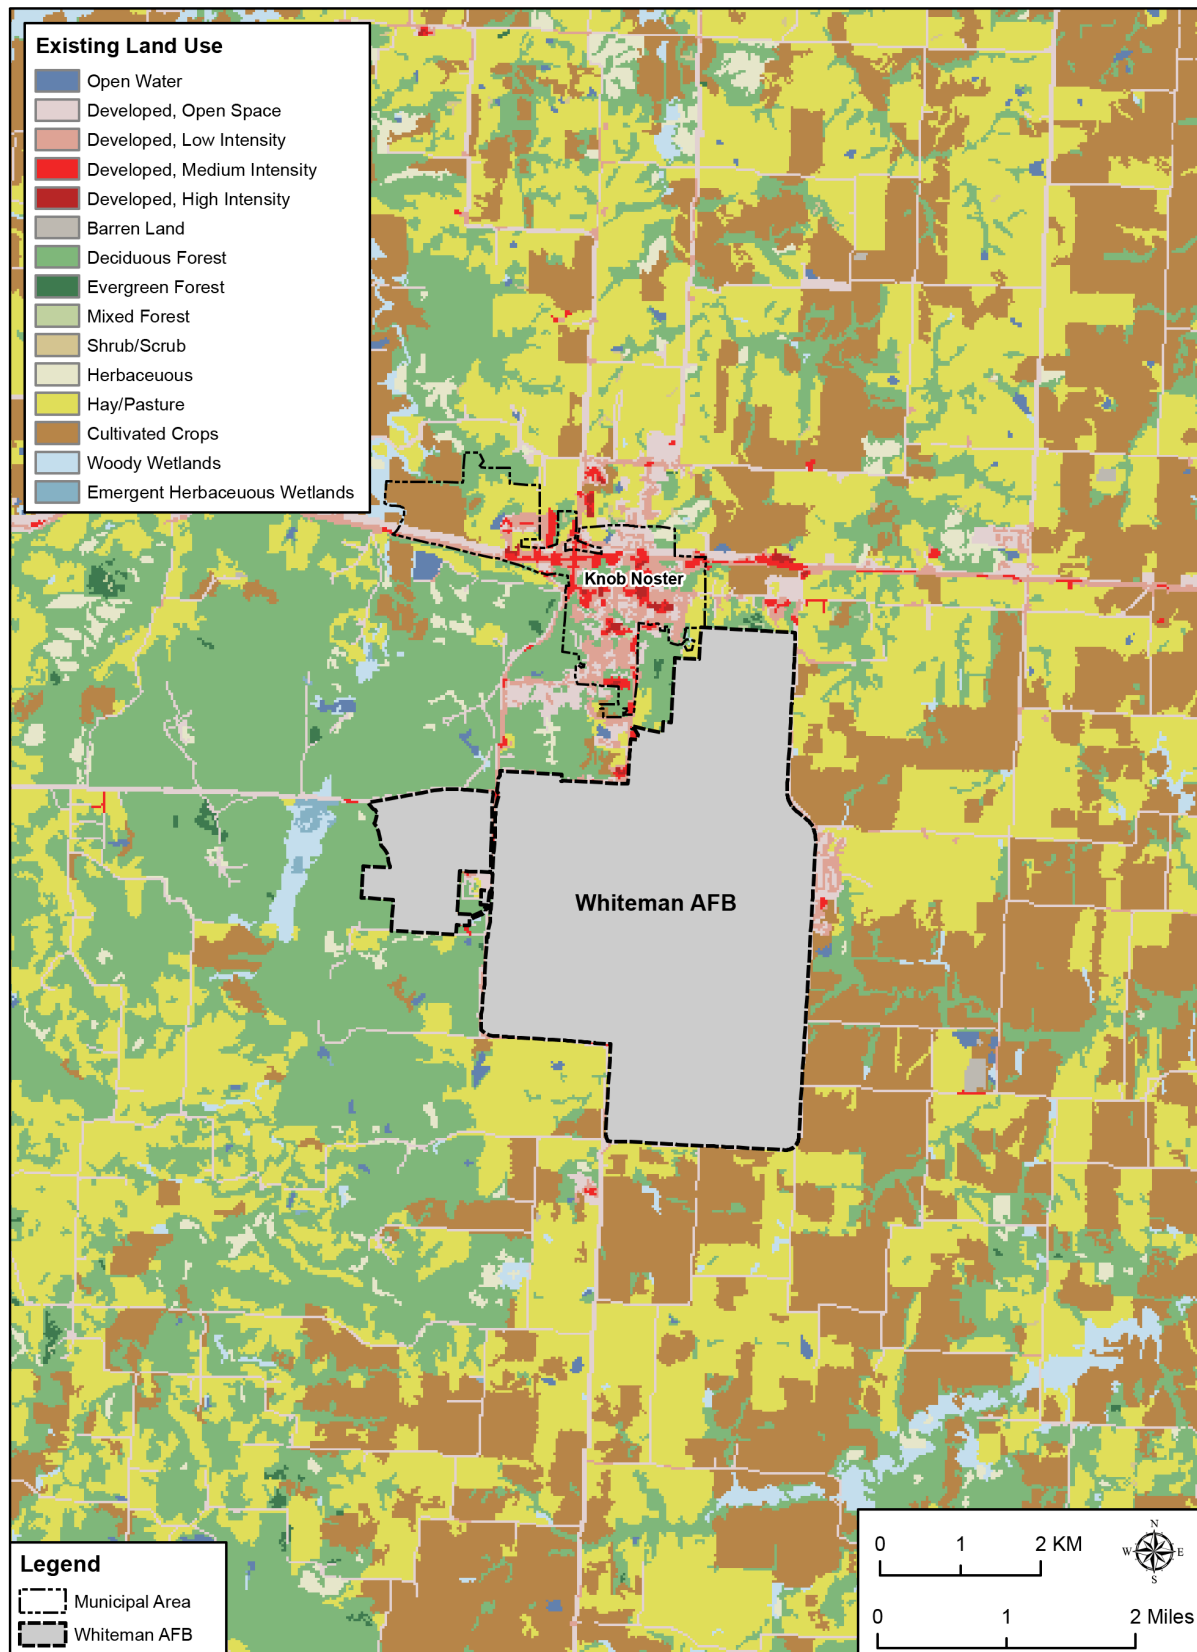 Existing Land Use
Open Water
Developed, Open Space
Developed, Low Intensity
Developed, Medium Intensity
Developed, High Intensity
Barren Land
Deciduous Forest
Evergreen Forest
Mixed Forest
Shrub/Scrub
Herbaceuous
Hay/Pasture
Cultivated Crops
Woody Wetlands
Emergent Herbaceuous Wetlands
Knob Noster
Whiteman AFB
Legend
Municipal Area
Whiteman AFB
0 1 2 KM
N
W E
S
0 1 2 Miles